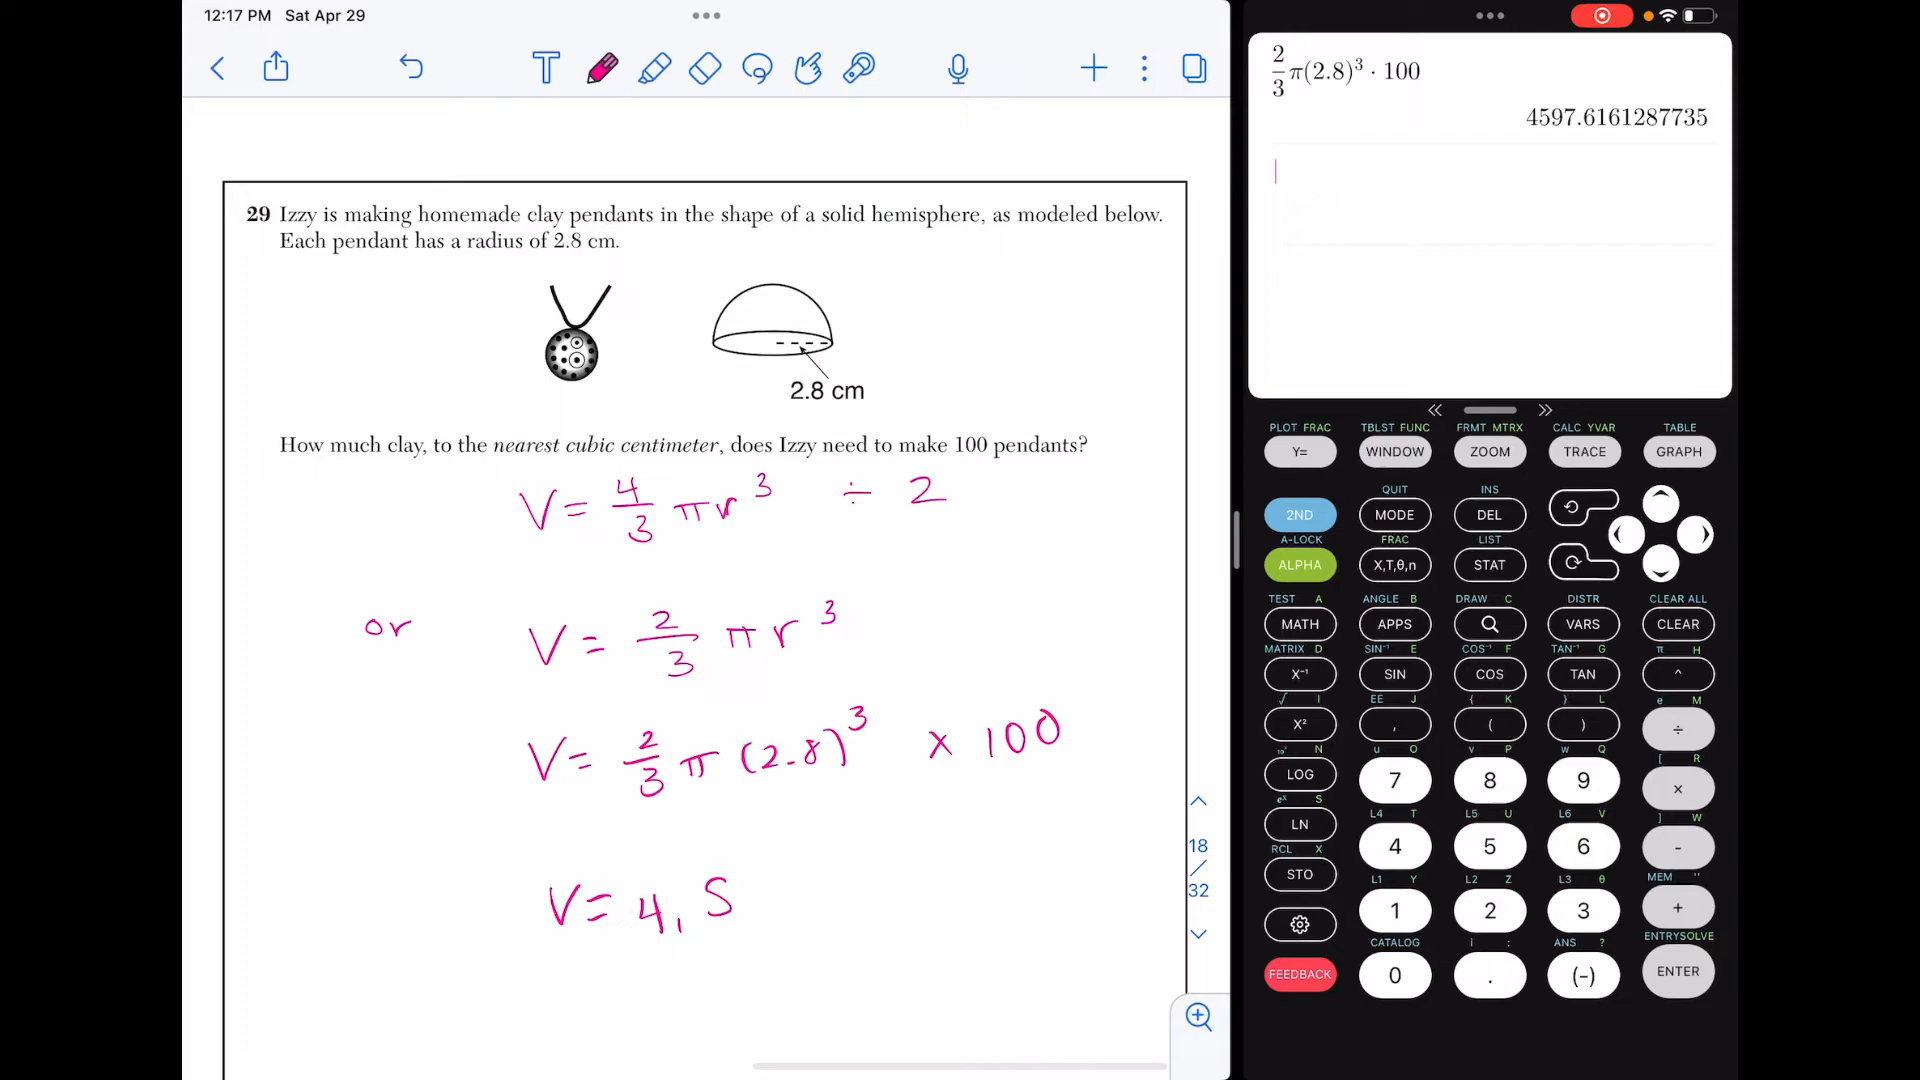 12:17 PM Sat Apr 29
T
29 Izzy is making homemade clay pendants in the shape of a solid hemisphere, as modeled below.
Each pendant has a radius of 2.8 cm.
2.8 cm
How much clay, to the nearest cubic centimeter, does Izzy need to make 100 pendants?
V = 4/3 πr³ ÷ 2
or V = 2/3 πr³
V = 2/3 π (2.8)³ × 100
V = 4, S
18
/
32
2/3 π(2.8)³ · 100
4597.6161287735
PLOT FRAC TBLST FUNC FRMT MTRX CALC YVAR TABLE
Y= WINDOW ZOOM TRACE GRAPH
QUIT INS
2ND MODE DEL
A-LOCK FRAC LIST
ALPHA X,T,θ,n STAT
TEST A ANGLE B DRAW C DISTR CLEAR ALL
MATH APPS VARS CLEAR
MATRIX D SIN⁻¹ E COS⁻¹ F TAN⁻¹ G π H
X⁻¹ SIN COS TAN ^
√ I EE J { K } L e M
X² , ( ) ÷
10ˣ N u O v P w Q [ R
LOG 7 8 9 ×
eˣ S L4 T L5 U L6 V ] W
LN 4 5 6 -
RCL X L1 Y L2 Z L3 θ MEM "
STO 1 2 3 +
CATALOG i : ANS ? ENTRY SOLVE
FEEDBACK 0 . (-) ENTER